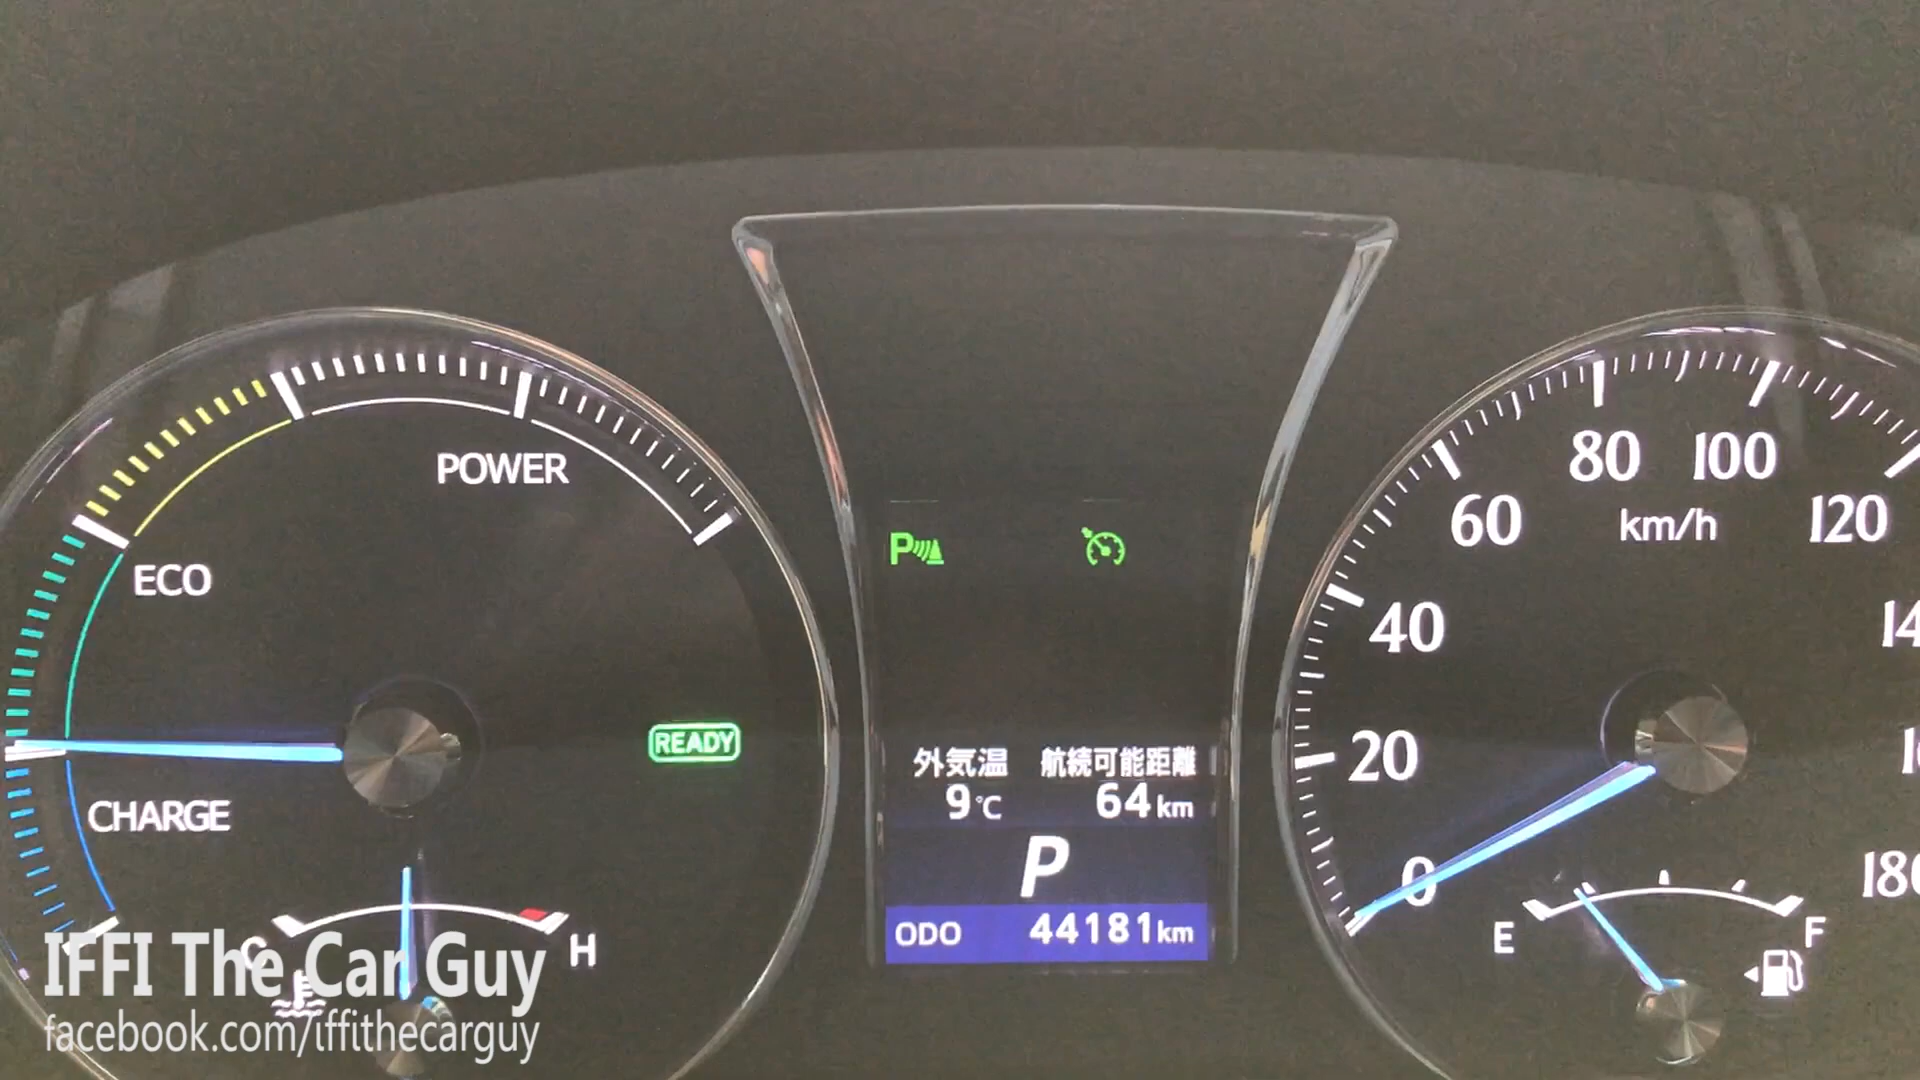 POWER
ECO
CHARGE
READY
C
H
P
外気温 航続可能距離
9℃ 64km
P
ODO 44181km
0
20
40
60
80
100
120
km/h
180
E
F
IFFI The Car Guy
facebook.com/iffithecarguy